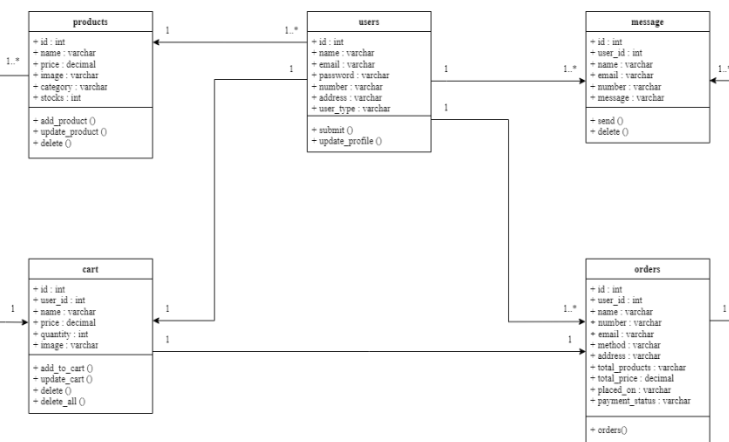 products
+ id : int
+ name : varchar
+ price : decimal
+ image : varchar
+ category : varchar
+ stocks : int
+ add_product ()
+ update_product ()
+ delete ()
1..*
1
1..*
users
+ id : int
+ name : varchar
+ email : varchar
+ password : varchar
+ number : varchar
+ address : varchar
+ user_type : varchar
+ submit ()
+ update_profile ()
1
1
1..*
1
message
+ id : int
+ user_id : int
+ name : varchar
+ email : varchar
+ number : varchar
+ message : varchar
+ send ()
+ delete ()
1..*
cart
+ id : int
+ user_id : int
+ name : varchar
+ price : decimal
+ quantity : int
+ image : varchar
+ add_to_cart ()
+ update_cart ()
+ delete ()
+ delete_all ()
1
1
1
1..*
1
orders
+ id : int
+ user_id : int
+ name : varchar
+ number : varchar
+ email : varchar
+ method : varchar
+ address : varchar
+ total_products : varchar
+ total_price : decimal
+ placed_on : varchar
+ payment_status : varchar
+ orders()
1